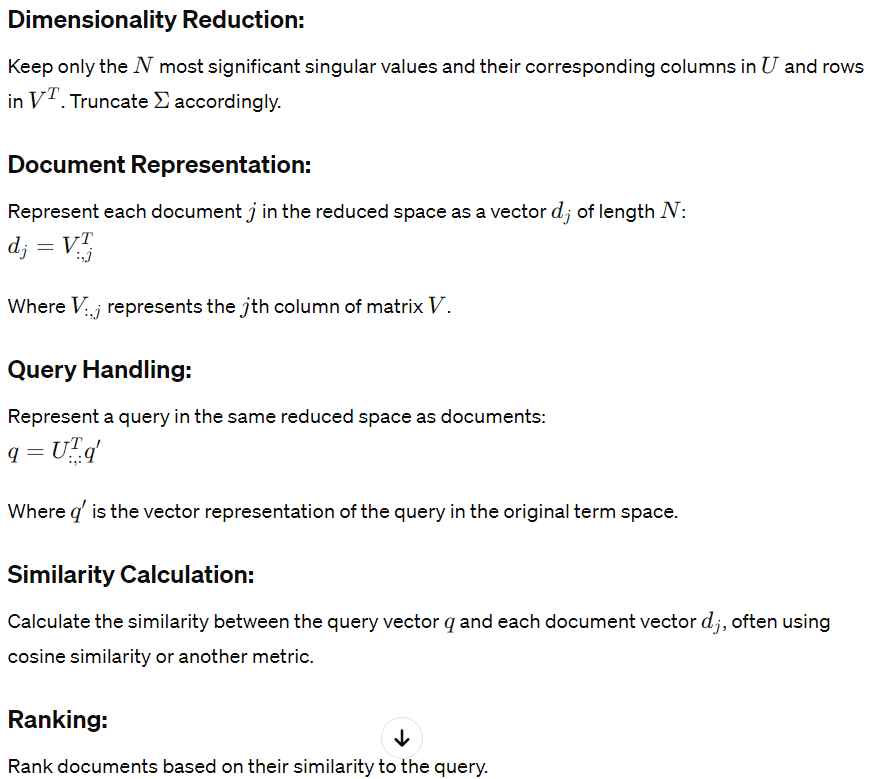 Dimensionality Reduction:
Keep only the N most significant singular values and their corresponding columns in U and rows
in V^T. Truncate Σ accordingly.
Document Representation:
Represent each document j in the reduced space as a vector d_j of length N:
d_j = V^T_{:,j}
Where V_{:,j} represents the jth column of matrix V.
Query Handling:
Represent a query in the same reduced space as documents:
q = U^T_{:,:}q′
Where q′ is the vector representation of the query in the original term space.
Similarity Calculation:
Calculate the similarity between the query vector q and each document vector d_j, often using
cosine similarity or another metric.
Ranking:
Rank documents based on their similarity to the query.